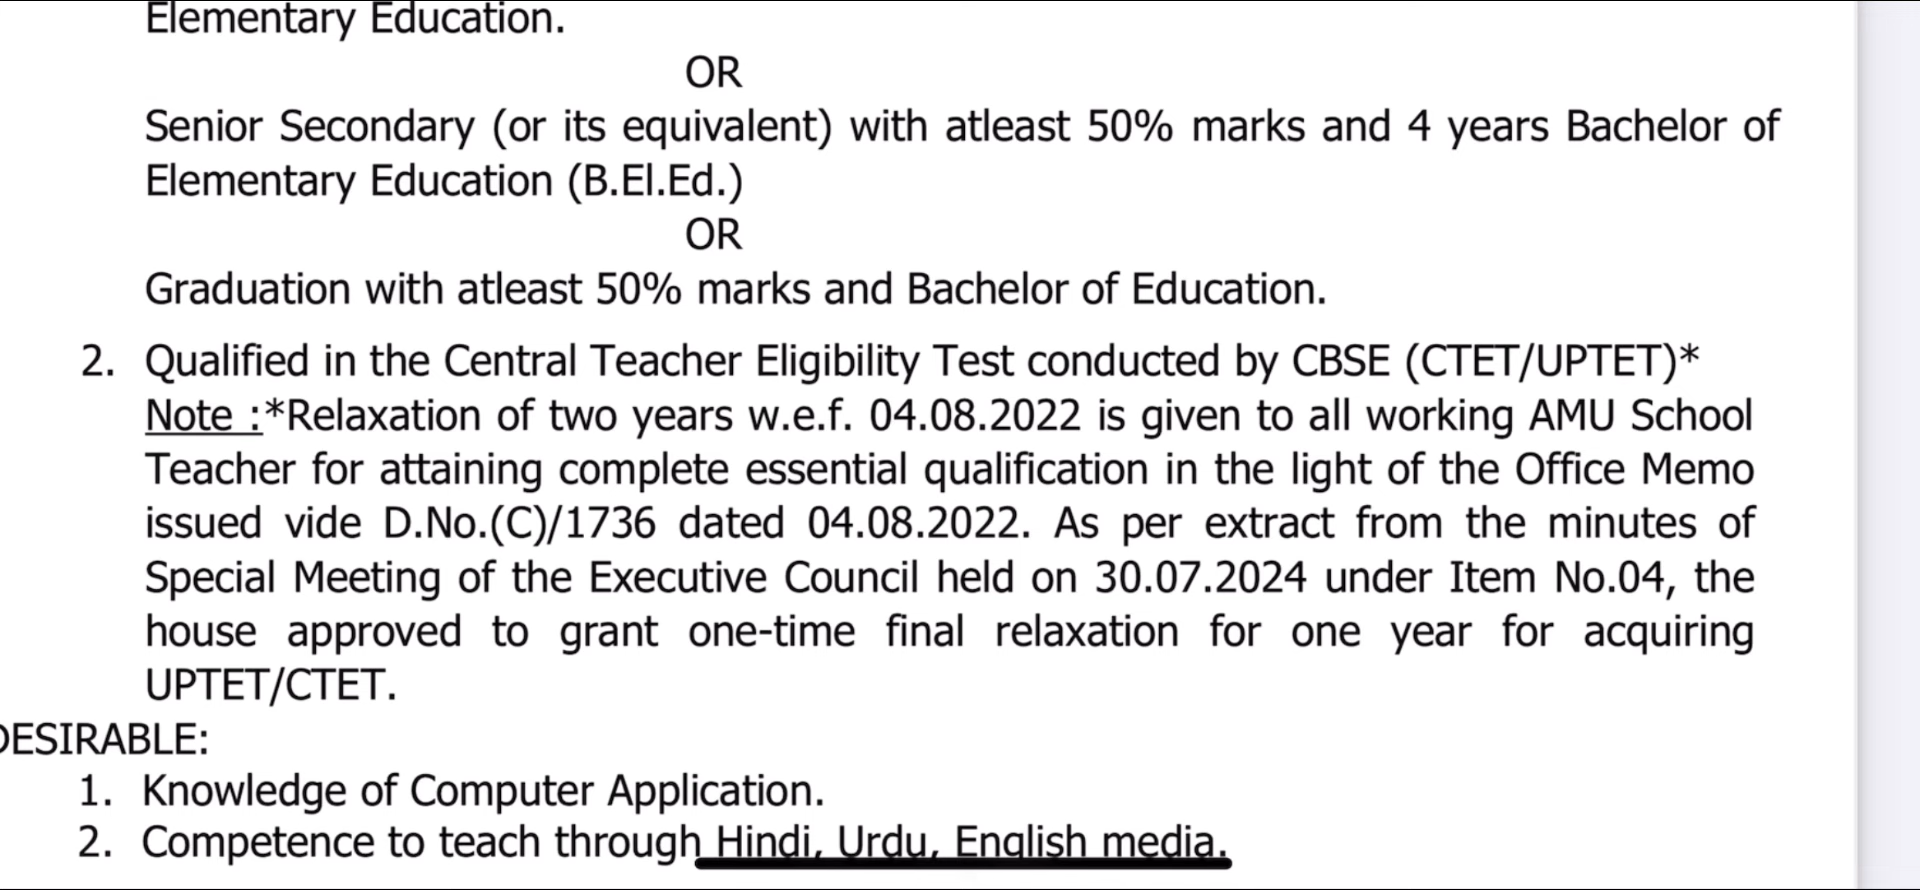 Elementary Education.
OR
Senior Secondary (or its equivalent) with atleast 50% marks and 4 years Bachelor of
Elementary Education (B.El.Ed.)
OR
Graduation with atleast 50% marks and Bachelor of Education.
2. Qualified in the Central Teacher Eligibility Test conducted by CBSE (CTET/UPTET)*
Note :*Relaxation of two years w.e.f. 04.08.2022 is given to all working AMU School
Teacher for attaining complete essential qualification in the light of the Office Memo
issued vide D.No.(C)/1736 dated 04.08.2022. As per extract from the minutes of
Special Meeting of the Executive Council held on 30.07.2024 under Item No.04, the
house approved to grant one-time final relaxation for one year for acquiring
UPTET/CTET.
DESIRABLE:
1. Knowledge of Computer Application.
2. Competence to teach through Hindi, Urdu, English media.